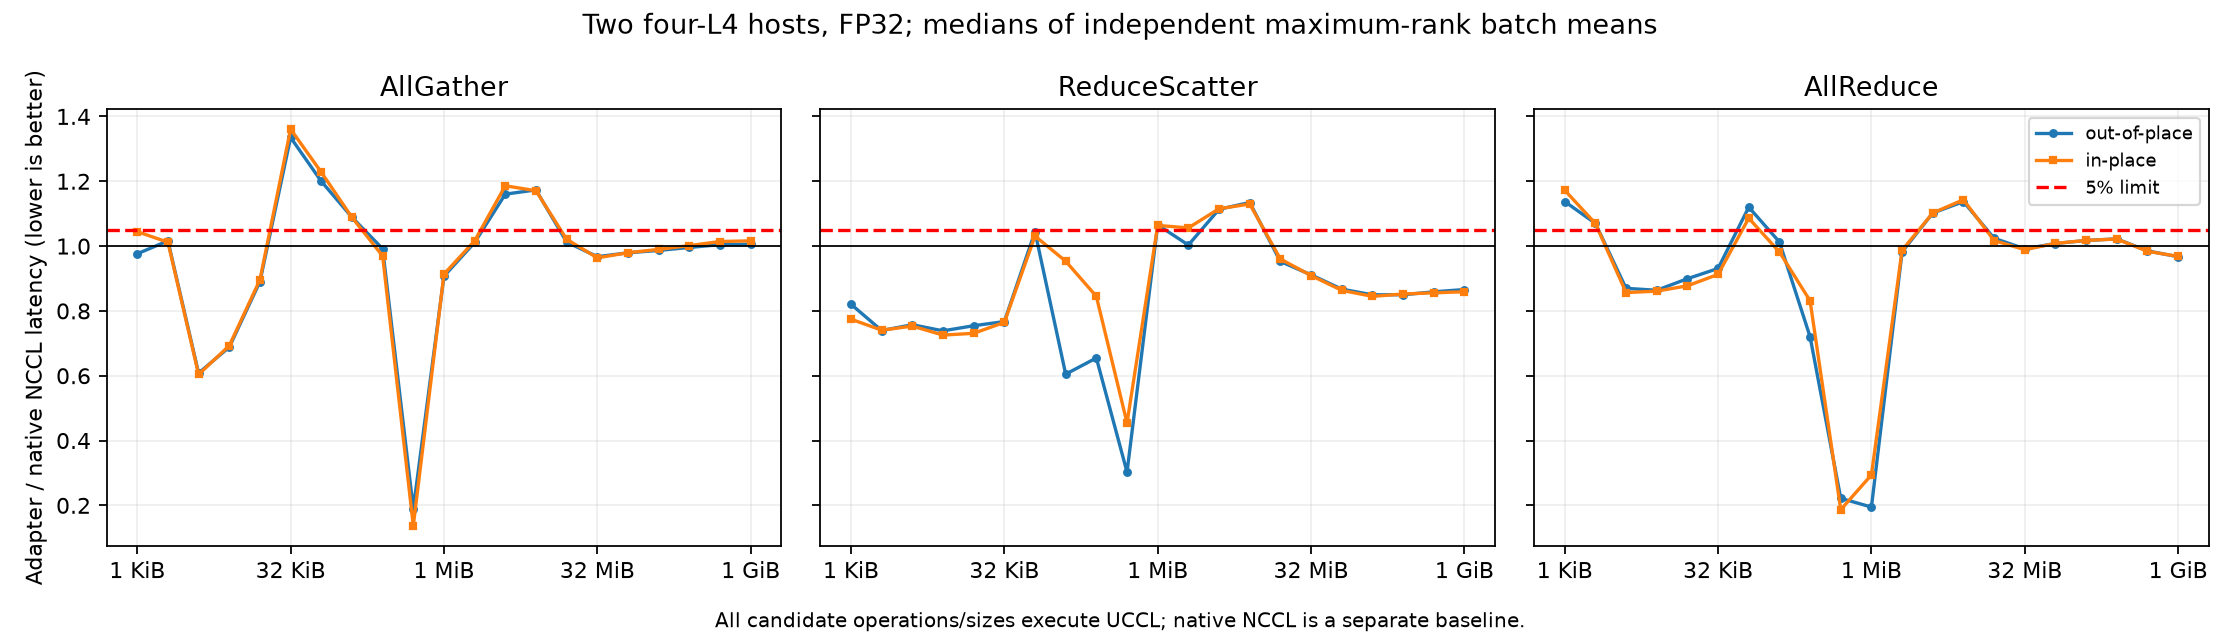 Two four-L4 hosts, FP32; medians of independent maximum-rank batch means
Adapter / native NCCL latency (lower is better)
AllGather
1.4
1.2
1.0
0.8
0.6
0.4
0.2
1 KiB
32 KiB
1 MiB
32 MiB
1 GiB
ReduceScatter
1 KiB
32 KiB
1 MiB
32 MiB
1 GiB
AllReduce
out-of-place
in-place
5% limit
1 KiB
32 KiB
1 MiB
32 MiB
1 GiB
All candidate operations/sizes execute UCCL; native NCCL is a separate baseline.